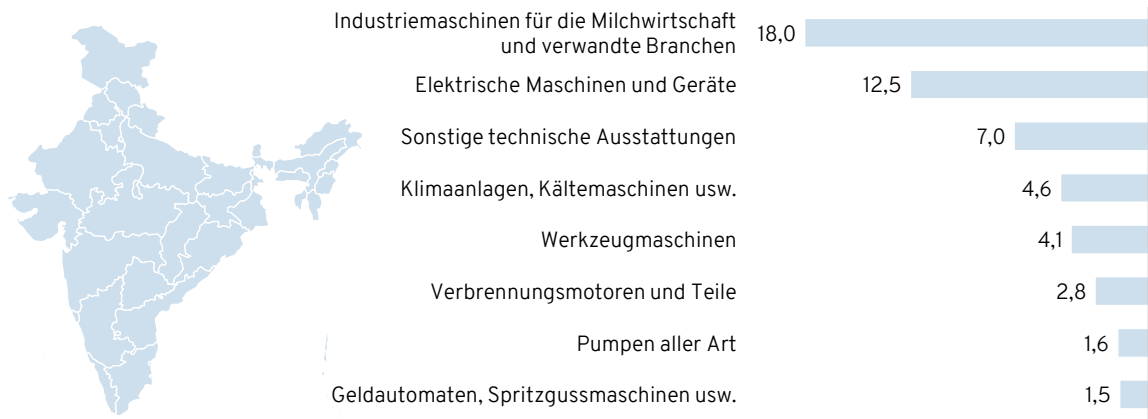 Industriemaschinen für die Milchwirtschaft
und verwandte Branchen 18,0
Elektrische Maschinen und Geräte 12,5
Sonstige technische Ausstattungen 7,0
Klimaanlagen, Kältemaschinen usw. 4,6
Werkzeugmaschinen 4,1
Verbrennungsmotoren und Teile 2,8
Pumpen aller Art 1,6
Geldautomaten, Spritzgussmaschinen usw. 1,5